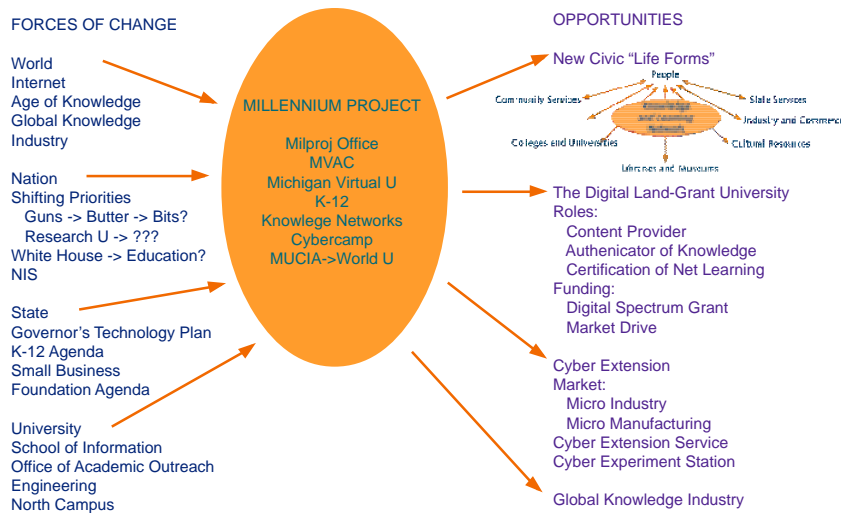 FORCES OF CHANGE
World
Internet
Age of Knowledge
Global Knowledge
Industry
Nation
Shifting Priorities
Guns -> Butter -> Bits?
Research U -> ???
White House -> Education?
NIS
State
Governor's Technology Plan
K-12 Agenda
Small Business
Foundation Agenda
University
School of Information
Office of Academic Outreach
Engineering
North Campus
MILLENNIUM PROJECT
Milproj Office
MVAC
Michigan Virtual U
K-12
Knowlege Networks
Cybercamp
MUCIA->World U
OPPORTUNITIES
New Civic “Life Forms”
People
Community Services
State Services
Knowledge
and Learning
Networks
Industry and Commerce
Colleges and Universities
Cultural Resources
Libraries and Museums
The Digital Land-Grant University
Roles:
Content Provider
Authenicator of Knowledge
Certification of Net Learning
Funding:
Digital Spectrum Grant
Market Drive
Cyber Extension
Market:
Micro Industry
Micro Manufacturing
Cyber Extension Service
Cyber Experiment Station
Global Knowledge Industry